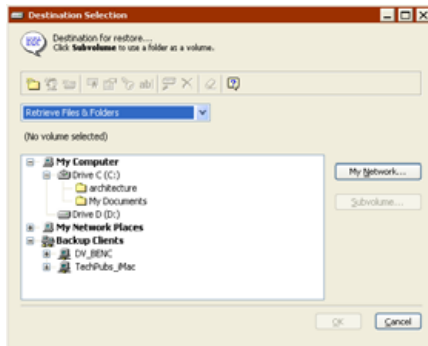 Destination Selection
Destination for restore....
Click Subvolume to use a folder as a volume.
Retrieve Files & Folders
(No volume selected)
My Computer
Drive C (C:)
architecture
My Documents
Drive D (D:)
My Network Places
Backup Clients
DV_BENC
TechPubs_iMac
My Network...
Subvolume...
OK
Cancel